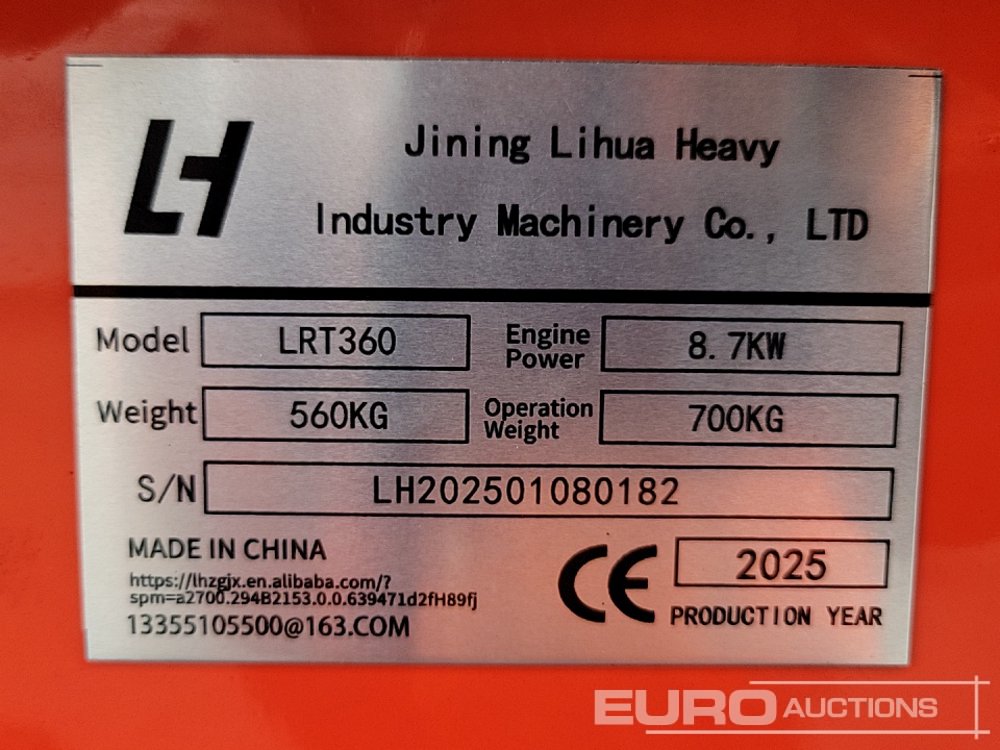 LH
Jining Lihua Heavy
Industry Machinery Co., LTD
Model LRT360
Engine Power 8.7KW
Weight 560KG
Operation Weight 700KG
S/N LH202501080182
MADE IN CHINA
https://lhzgjx.en.alibaba.com/?
spm=a2700.294B2153.0.0.639471d2fH89fj
13355105500@163.COM
CE
2025
PRODUCTION YEAR
EURO AUCTIONS